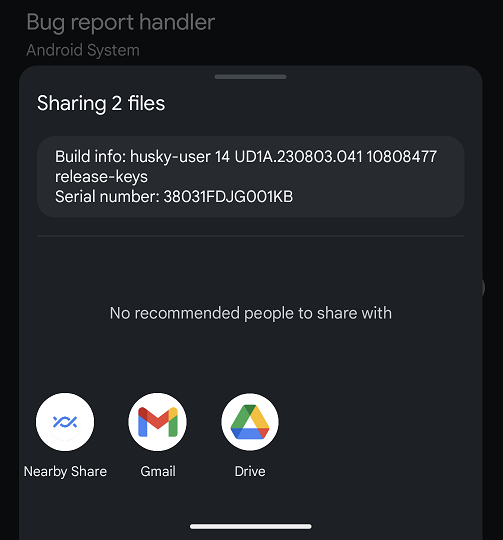 Bug report handler
Android System
Sharing 2 files
Build info: husky-user 14 UD1A.230803.041 10808477
release-keys
Serial number: 38031FDJG001KB
No recommended people to share with
Nearby Share
Gmail
Drive